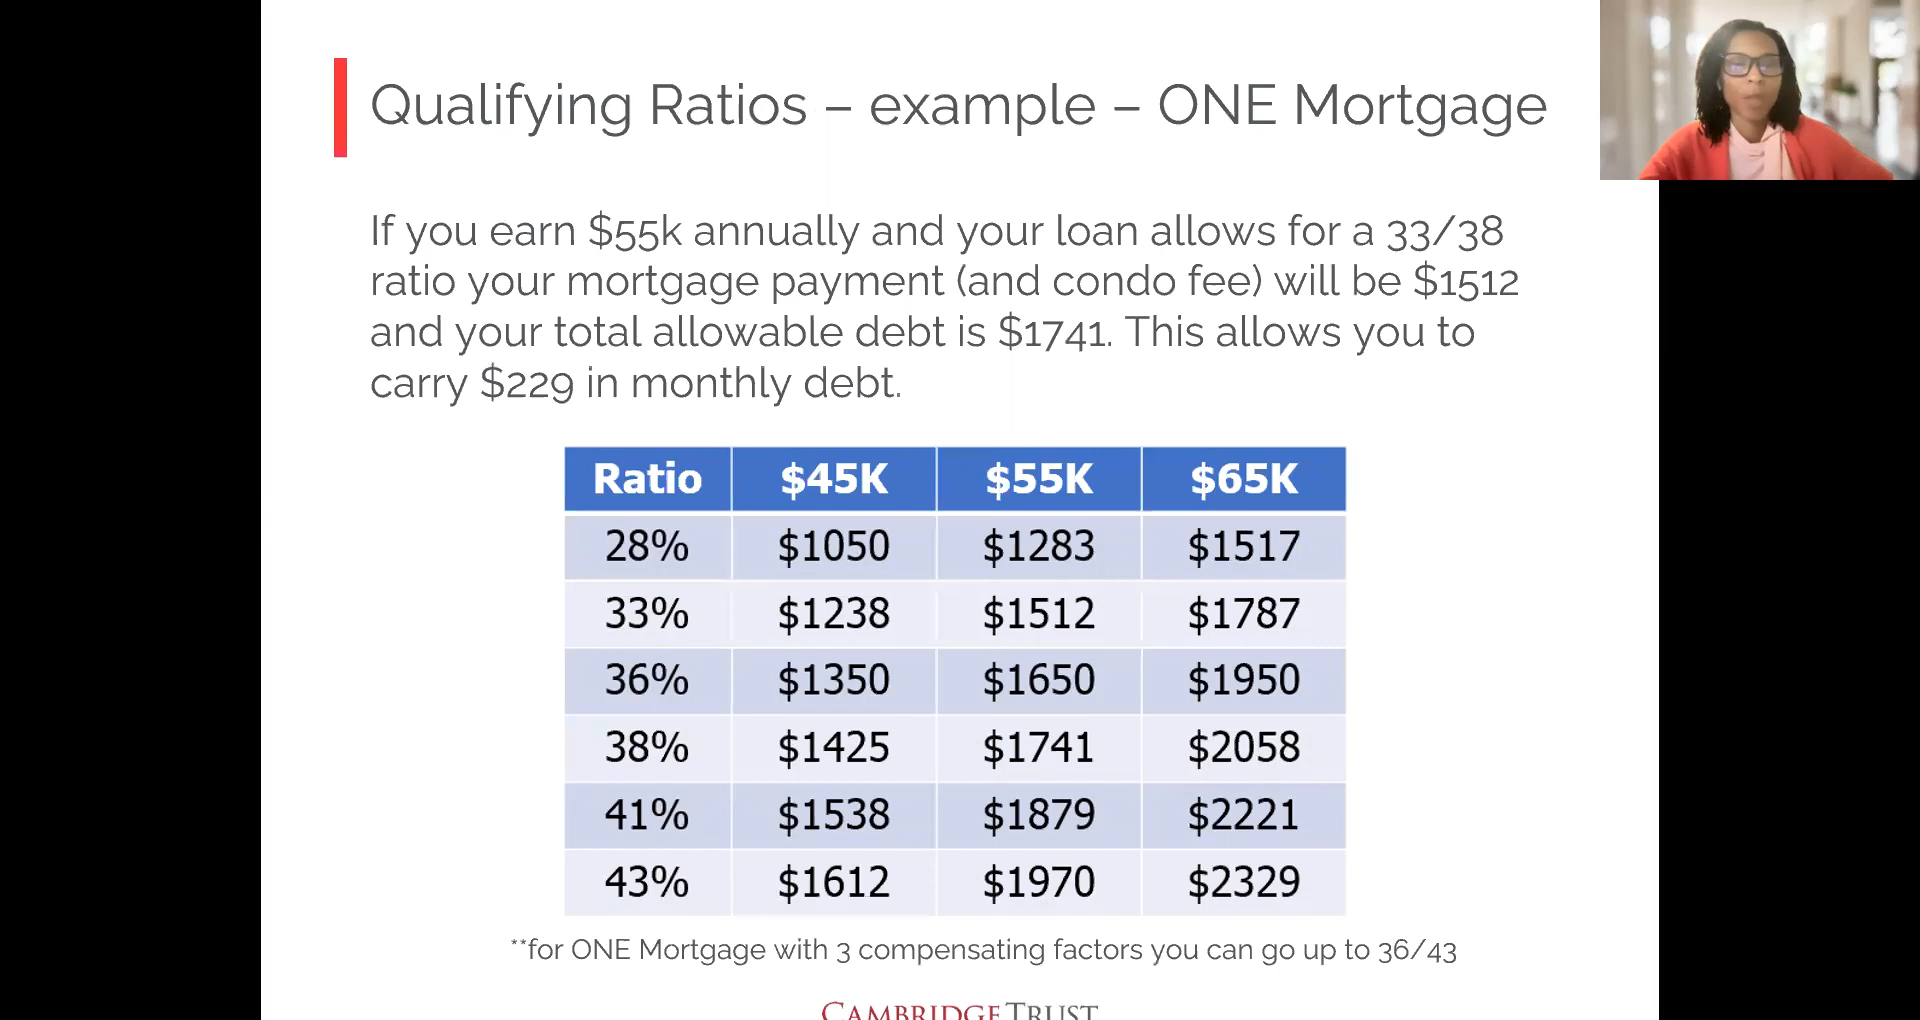 Qualifying Ratios – example – ONE Mortgage
If you earn $55k annually and your loan allows for a 33/38
ratio your mortgage payment (and condo fee) will be $1512
and your total allowable debt is $1741. This allows you to
carry $229 in monthly debt.
Ratio $45K $55K $65K
28% $1050 $1283 $1517
33% $1238 $1512 $1787
36% $1350 $1650 $1950
38% $1425 $1741 $2058
41% $1538 $1879 $2221
43% $1612 $1970 $2329
**for ONE Mortgage with 3 compensating factors you can go up to 36/43
CAMBRIDGE TRUST